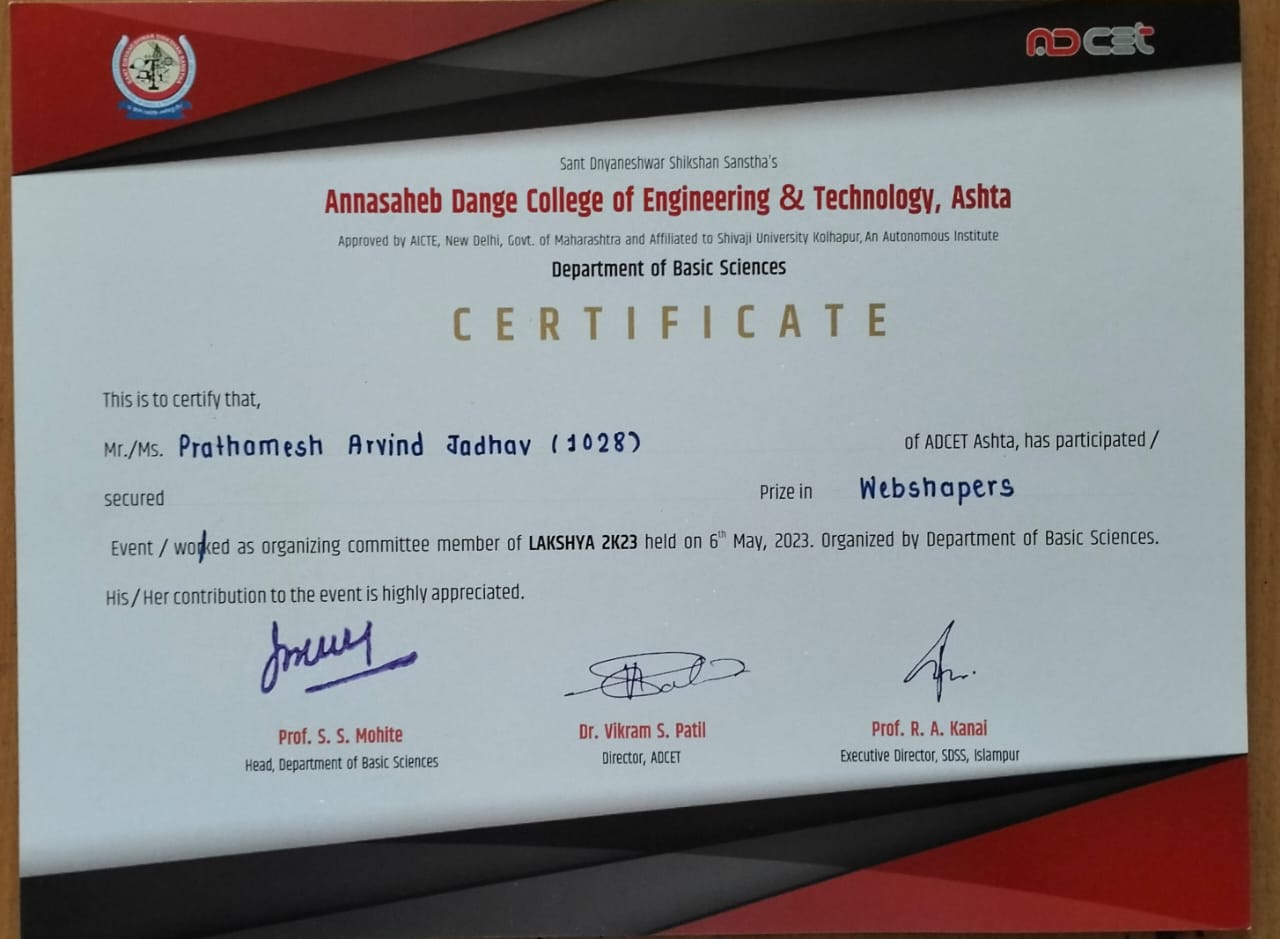 ADCET
Sant Dnyaneshwar Shikshan Sanstha's
Annasaheb Dange College of Engineering & Technology, Ashta
Approved by AICTE, New Delhi, Govt. of Maharashtra and Affiliated to Shivaji University Kolhapur, An Autonomous Institute
Department of Basic Sciences
CERTIFICATE
This is to certify that,
Mr./Ms. Prathamesh Arvind Jadhav (1028) of ADCET Ashta, has participated /
secured Prize in Webshapers
Event / worked as organizing committee member of LAKSHYA 2K23 held on 6th May, 2023. Organized by Department of Basic Sciences.
His/Her contribution to the event is highly appreciated.
Prof. S. S. Mohite Dr. Vikram S. Patil Prof. R. A. Kanai
Head, Department of Basic Sciences Director, ADCET Executive Director, SDSS, Islampur